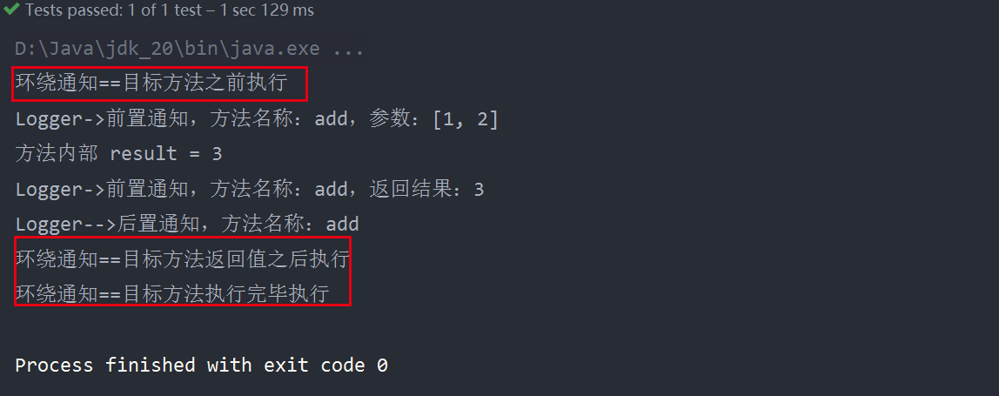 Tests passed: 1 of 1 test – 1 sec 129 ms
D:\Java\jdk_20\bin\java.exe ...
环绕通知==目标方法之前执行
Logger->前置通知，方法名称：add，参数：[1, 2]
方法内部 result = 3
Logger->前置通知，方法名称：add，返回结果：3
Logger-->后置通知，方法名称：add
环绕通知==目标方法返回值之后执行
环绕通知==目标方法执行完毕执行
Process finished with exit code 0